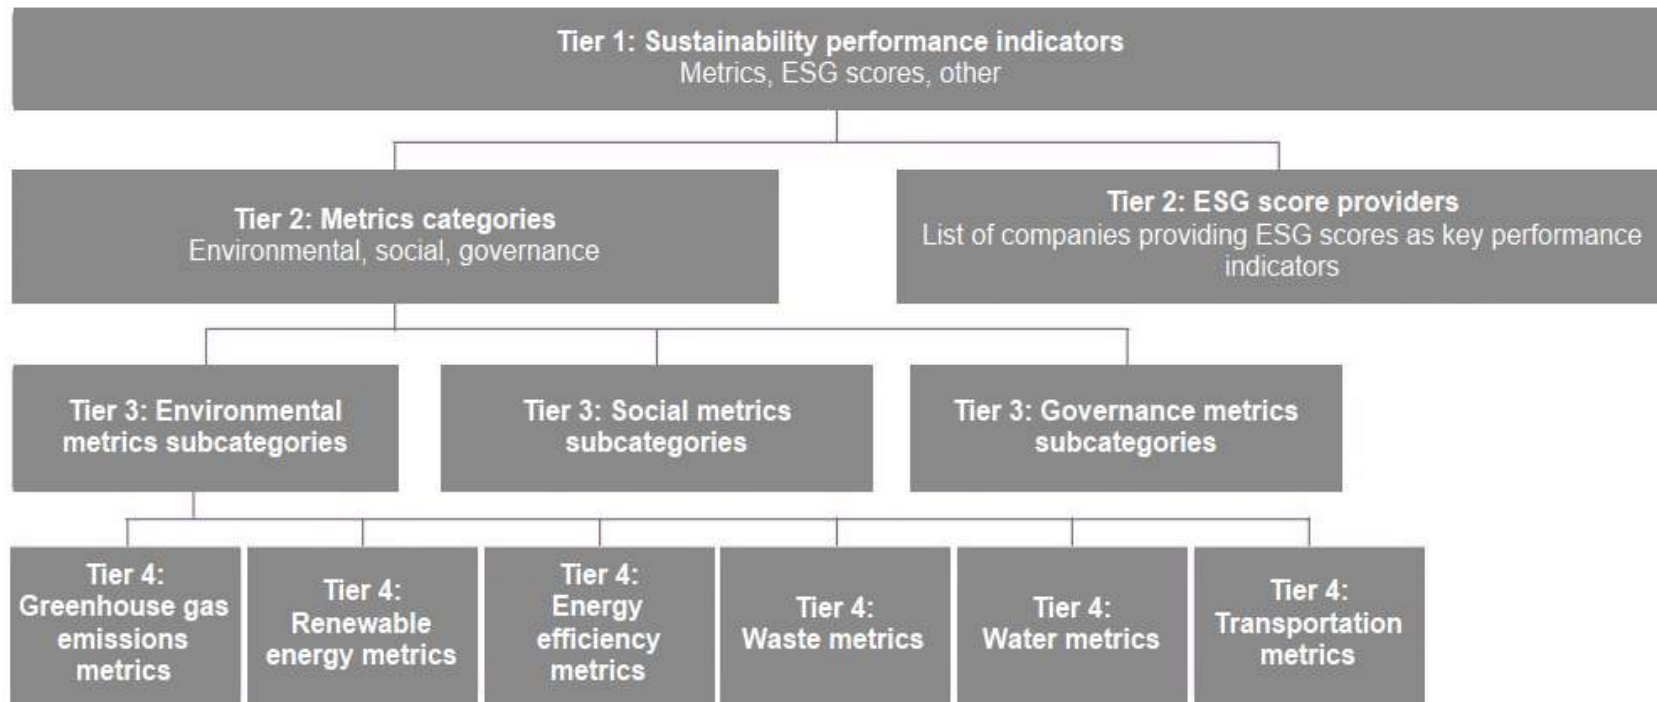 Tier 1: Sustainability performance indicators
Metrics, ESG scores, other
Tier 2: Metrics categories
Environmental, social, governance
Tier 2: ESG score providers
List of companies providing ESG scores as key performance
indicators
Tier 3: Environmental
metrics subcategories
Tier 3: Social metrics
subcategories
Tier 3: Governance metrics
subcategories
Tier 4:
Greenhouse gas
emissions
metrics
Tier 4:
Renewable
energy metrics
Tier 4:
Energy
efficiency
metrics
Tier 4:
Waste metrics
Tier 4:
Water metrics
Tier 4:
Transportation
metrics